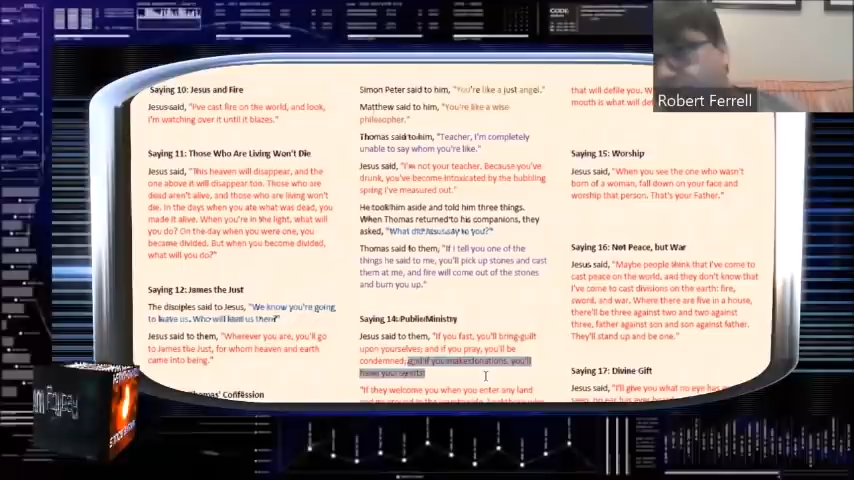 CODE
Robert Ferrell
Saying 10: Jesus and Fire
Jesus said, "I've cast fire on the world, and look,
I'm watching over it until it blazes."
Saying 11: Those Who Are Living Won't Die
Jesus said, "This heaven will disappear, and the
one above it will disappear too. Those who are
dead aren't alive, and those who are living won't
die. In the days when you ate what was dead, you
made it alive. When you're in the light, what will
you do? On the day when you were one, you
became divided. But when you become divided,
what will you do?"
Saying 12: James the Just
The disciples said to Jesus, "We know you're going
to leave us. Who will lead us then?"
Jesus said to them, "Wherever you are, you'll go
to James the Just, for whom heaven and earth
came into being."
Thomas' Confession
Simon Peter said to him, "You're like a just angel."
Matthew said to him, "You're like a wise
philosopher."
Thomas said to him, "Teacher, I'm completely
unable to say whom you're like."
Jesus said, "I'm not your teacher. Because you've
drunk, you've become intoxicated by the bubbling
spring I've measured out."
He took him aside and told him three things.
When Thomas returned to his companions, they
asked, "What did Jesus say to you?"
Thomas said to them, "If I tell you one of the
things he said to me, you'll pick up stones and cast
them at me, and fire will come out of the stones
and burn you up."
Saying 14: Public Ministry
Jesus said to them, "If you fast, you'll bring guilt
upon yourselves; and if you pray, you'll be
condemned; and if you make donations, you'll
"If they welcome you when you enter any land
that will defile you.
mouth is what will
Saying 15: Worship
Jesus said, "When you see the one who wasn't
born of a woman, fall down on your face and
worship that person. That's your Father."
Saying 16: Not Peace, but War
Jesus said, "Maybe people think that I've come to
cast peace on the world, and they don't know that
I've come to cast divisions on the earth: fire,
sword, and war. Where there are five in a house,
there'll be three against two and two against
three, father against son and son against father.
They'll stand up and be one."
Saying 17: Divine Gift
Jesus said, "I'll give you what no eye has